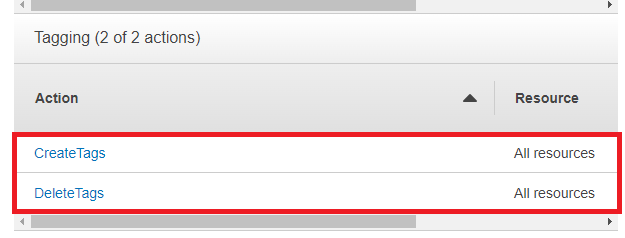 Tagging (2 of 2 actions)
Action Resource
CreateTags All resources
DeleteTags All resources